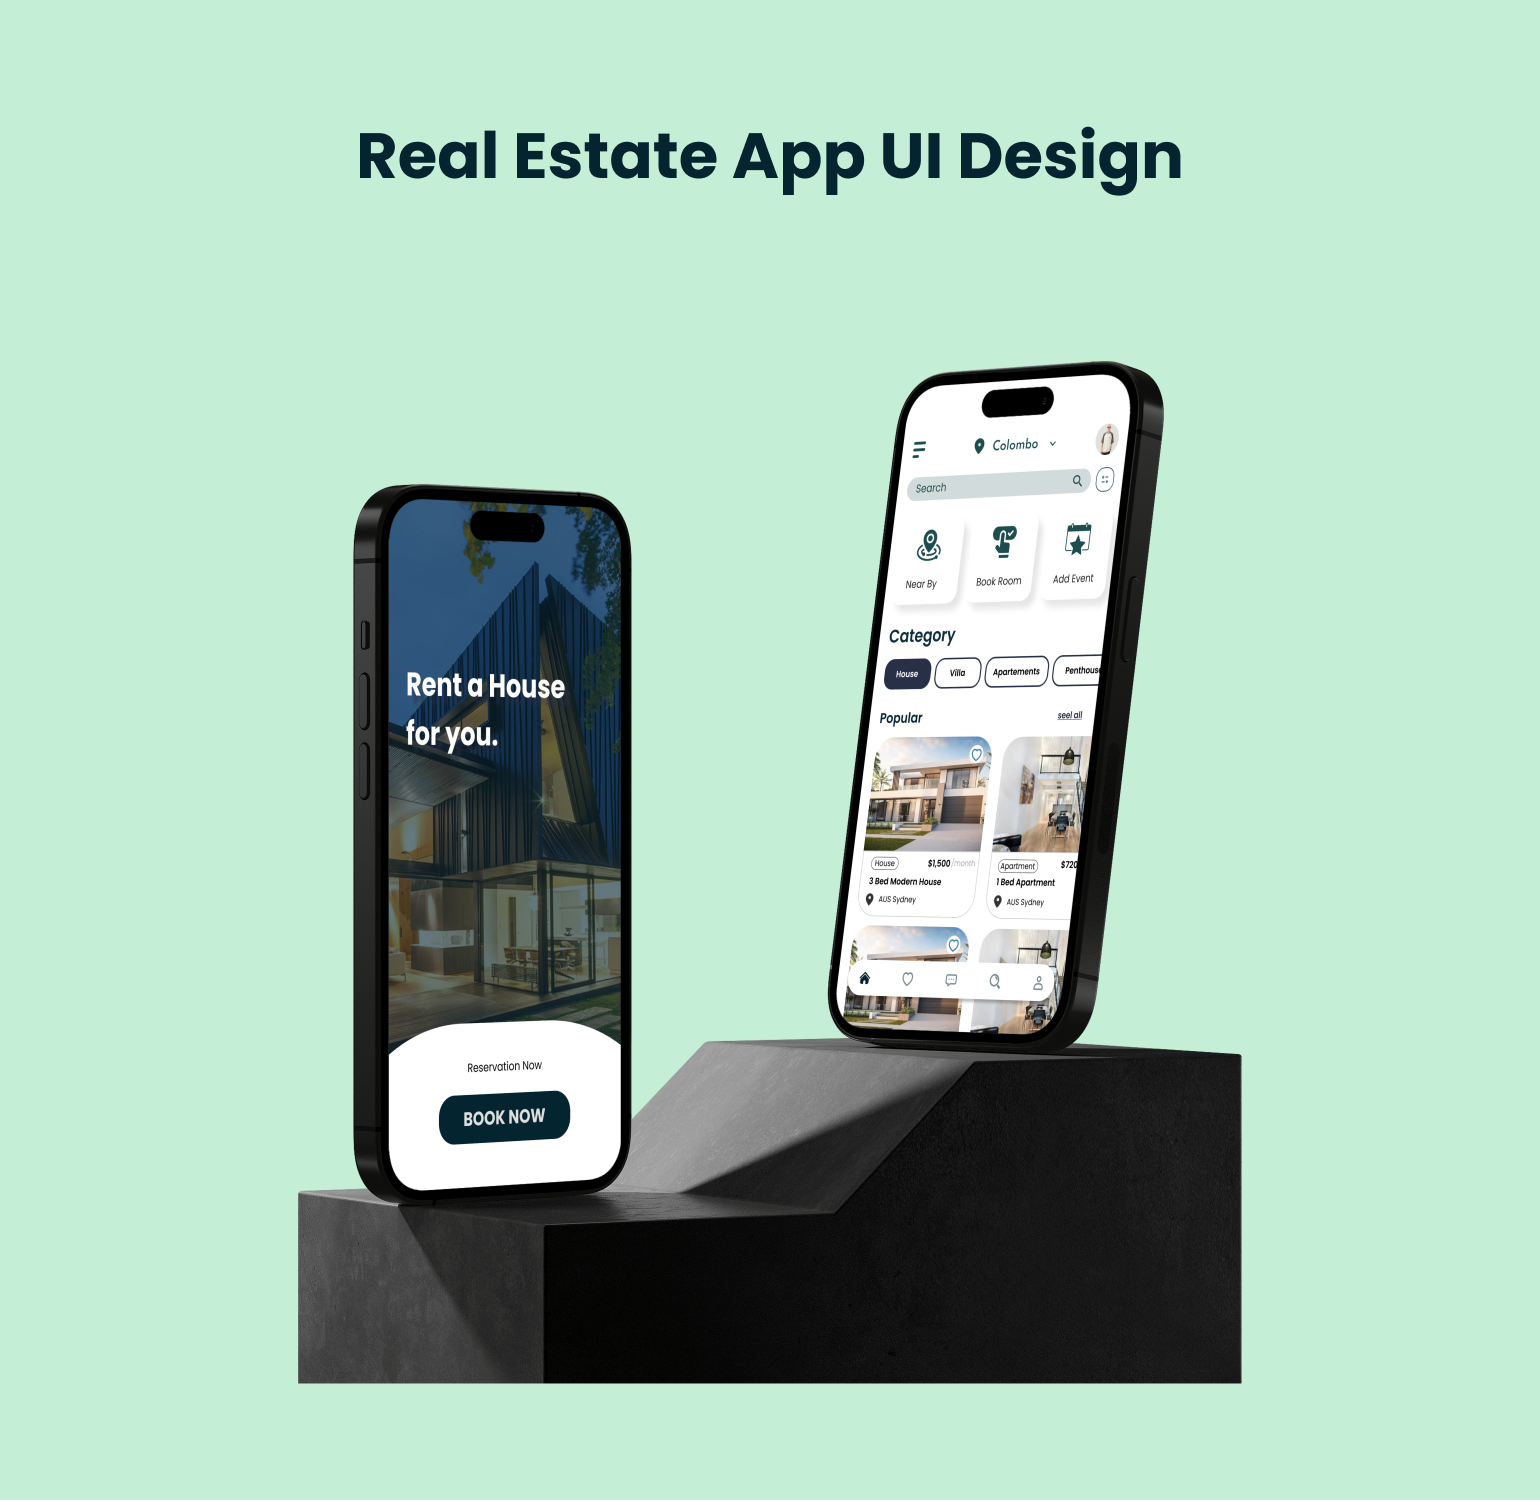 Real Estate App UI Design
Rent a House
for you.
Reservation Now
BOOK NOW
Colombo
Search
Near By
Book Room
Add Event
Category
House
Villa
Apartements
Penthouse
Popular
seel all
House
$1,500 /month
3 Bed Modern House
AUS Sydney
Apartment
$720
1 Bed Apartment
AUS Sydney